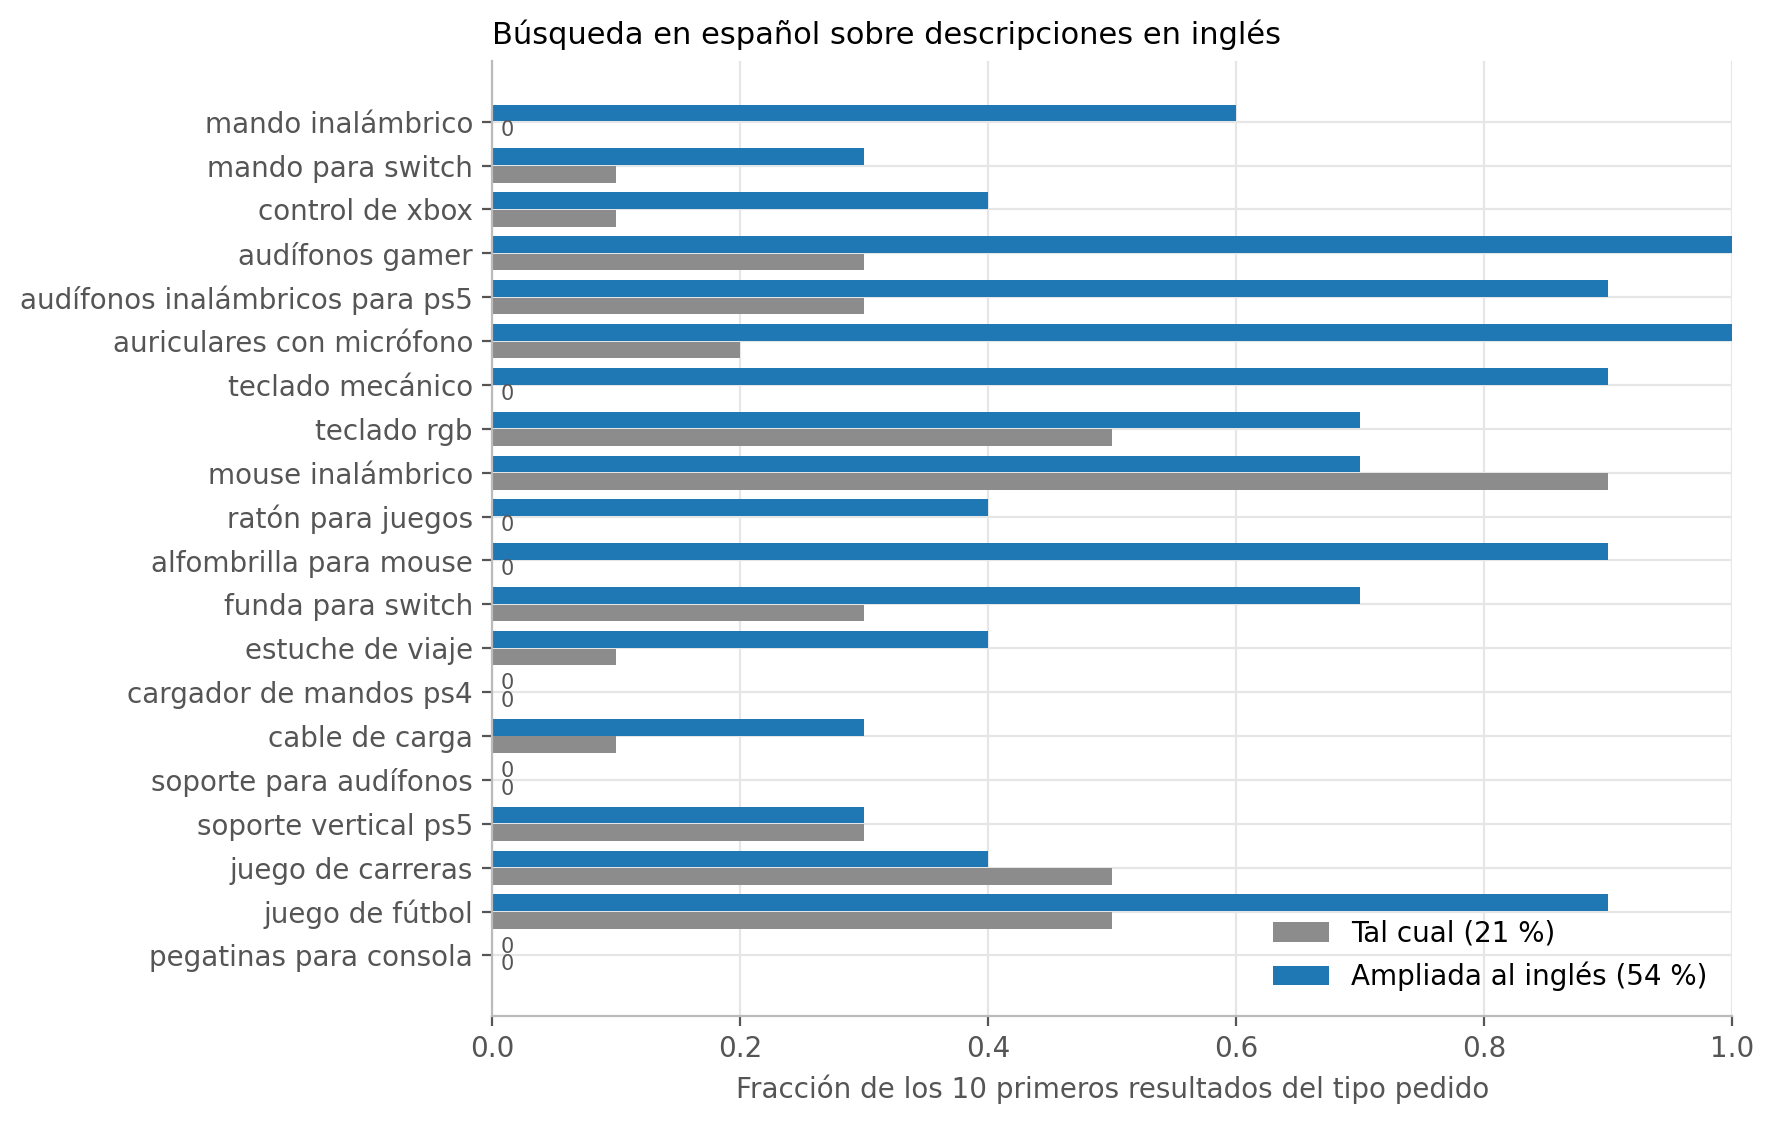 Búsqueda en español sobre descripciones en inglés
mando inalámbrico
0
mando para switch
control de xbox
audífonos gamer
audífonos inalámbricos para ps5
auriculares con micrófono
teclado mecánico
0
teclado rgb
mouse inalámbrico
ratón para juegos
0
alfombrilla para mouse
0
funda para switch
estuche de viaje
cargador de mandos ps4
0
0
cable de carga
soporte para audífonos
0
0
soporte vertical ps5
juego de carreras
juego de fútbol
pegatinas para consola
0
0
Tal cual (21 %)
Ampliada al inglés (54 %)
0.0 0.2 0.4 0.6 0.8 1.0
Fracción de los 10 primeros resultados del tipo pedido